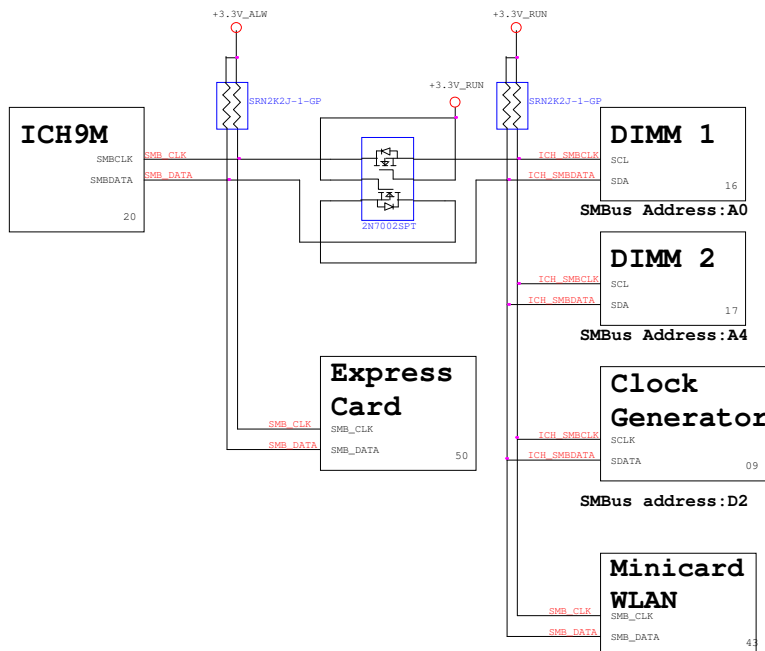 +3.3V_ALW
+3.3V_RUN
+3.3V_RUN
SRN2K2J-1-GP
SRN2K2J-1-GP
ICH9M
SMBCLK
SMB_CLK
SMBDATA
SMB_DATA
20
2N7002SPT
ICH_SMBCLK
ICH_SMBDATA
DIMM 1
SCL
SDA
16
SMBus Address:A0
ICH_SMBCLK
ICH_SMBDATA
DIMM 2
SCL
SDA
17
SMBus Address:A4
Express
Card
SMB_CLK
SMB_CLK
SMB_DATA
SMB_DATA
50
Clock
Generator
ICH_SMBCLK
SCLK
ICH_SMBDATA
SDATA
09
SMBus address:D2
Minicard
WLAN
SMB_CLK
SMB_CLK
SMB_DATA
SMB_DATA
43